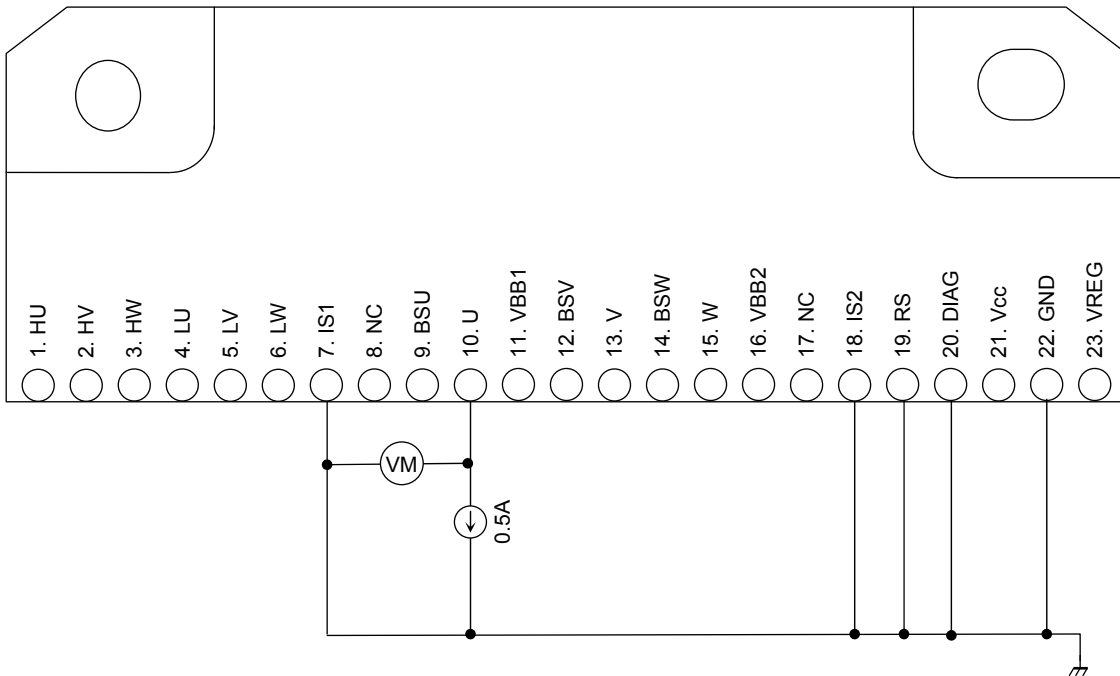 1. HU
2. HV
3. HW
4. LU
5. LV
6. LW
7. IS1
8. NC
9. BSU
10. U
11. VBB1
12. BSV
13. V
14. BSW
15. W
16. VBB2
17. NC
18. IS2
19. RS
20. DIAG
21. Vcc
22. GND
23. VREG
VM
0.5A